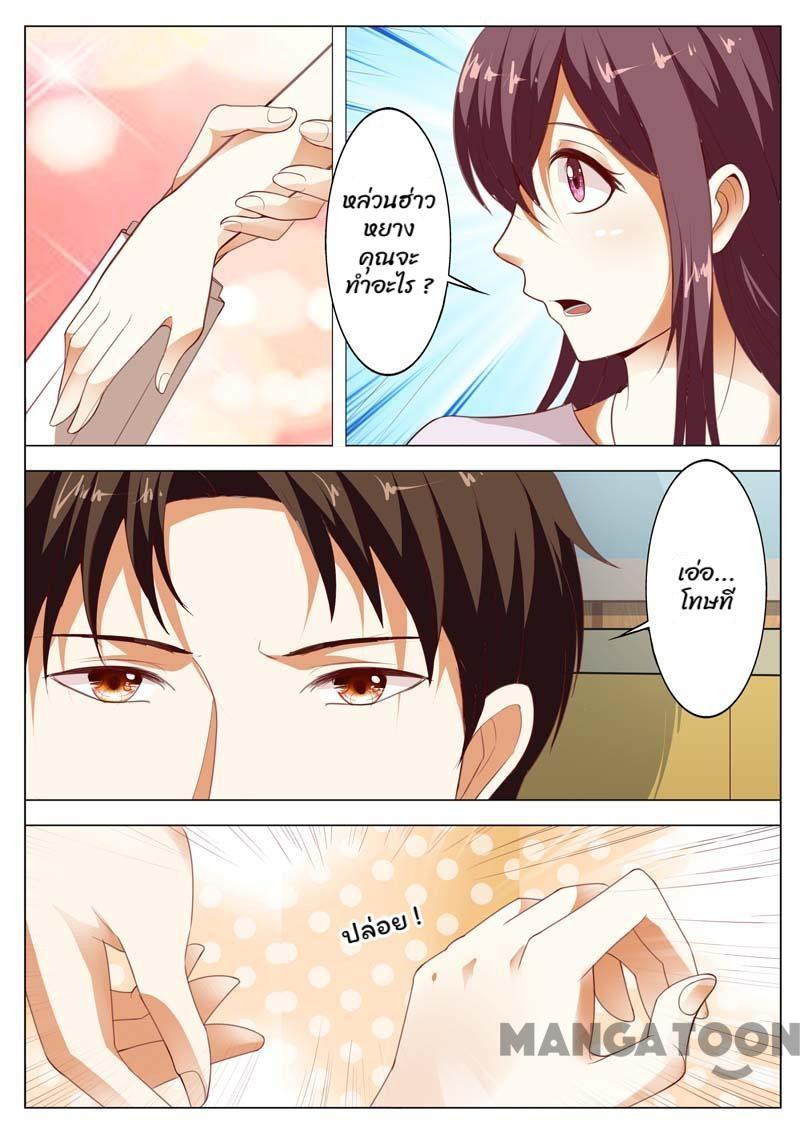 หล่วนฮ่าว
หยาง
คุณจะ
ทำอะไร ?
เอ่อ...
โทษที
ปล่อย !
MANGATOON